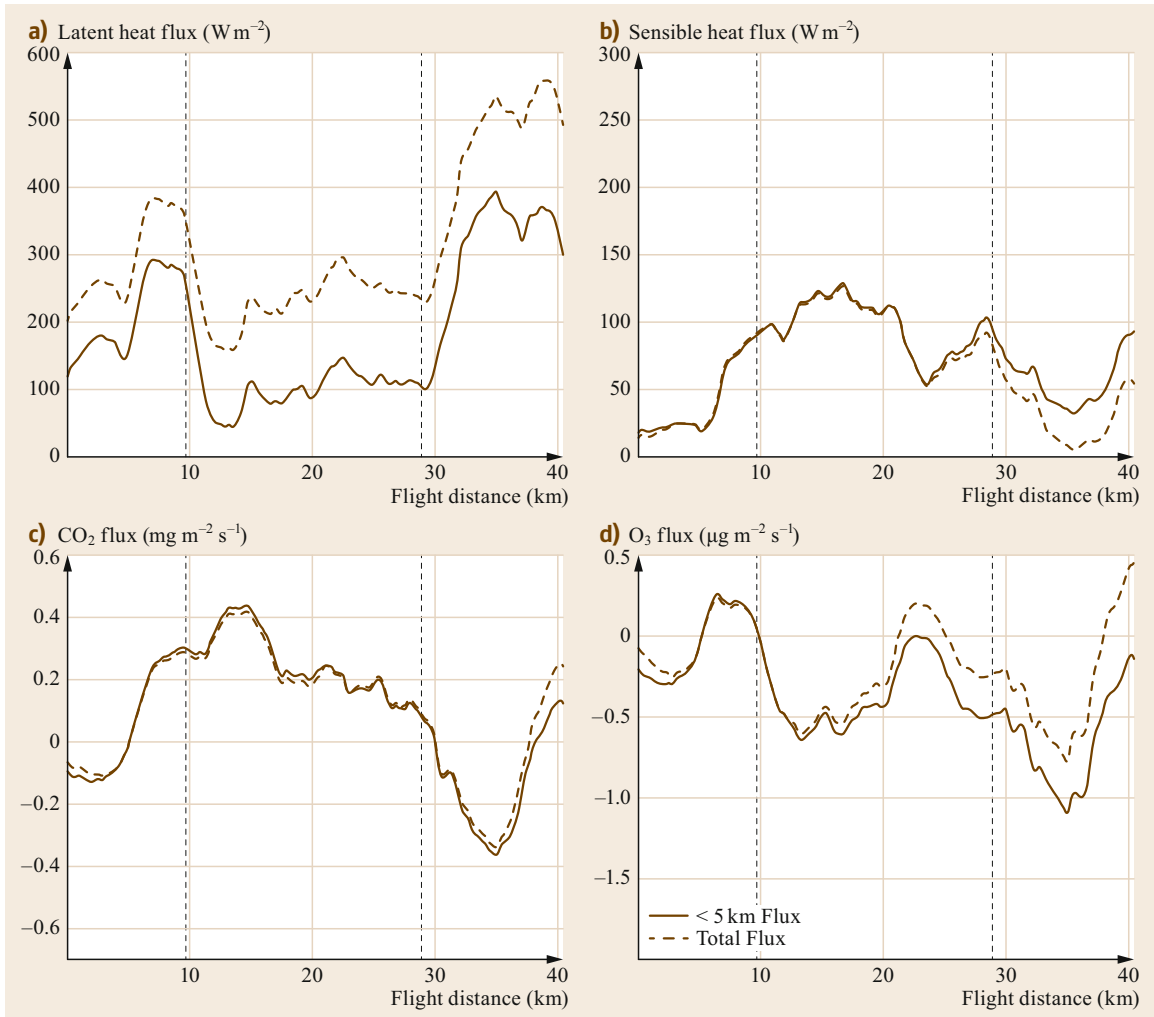 a) Latent heat flux (W m⁻²)
600
500
400
300
200
100
0
10 20 30 40
Flight distance (km)
b) Sensible heat flux (W m⁻²)
300
250
200
150
100
50
0
10 20 30 40
Flight distance (km)
c) CO₂ flux (mg m⁻² s⁻¹)
0.6
0.4
0.2
0
−0.2
−0.4
−0.6
10 20 30 40
Flight distance (km)
d) O₃ flux (µg m⁻² s⁻¹)
0.5
0
−0.5
−1.0
−1.5
< 5 km Flux
Total Flux
10 20 30 40
Flight distance (km)